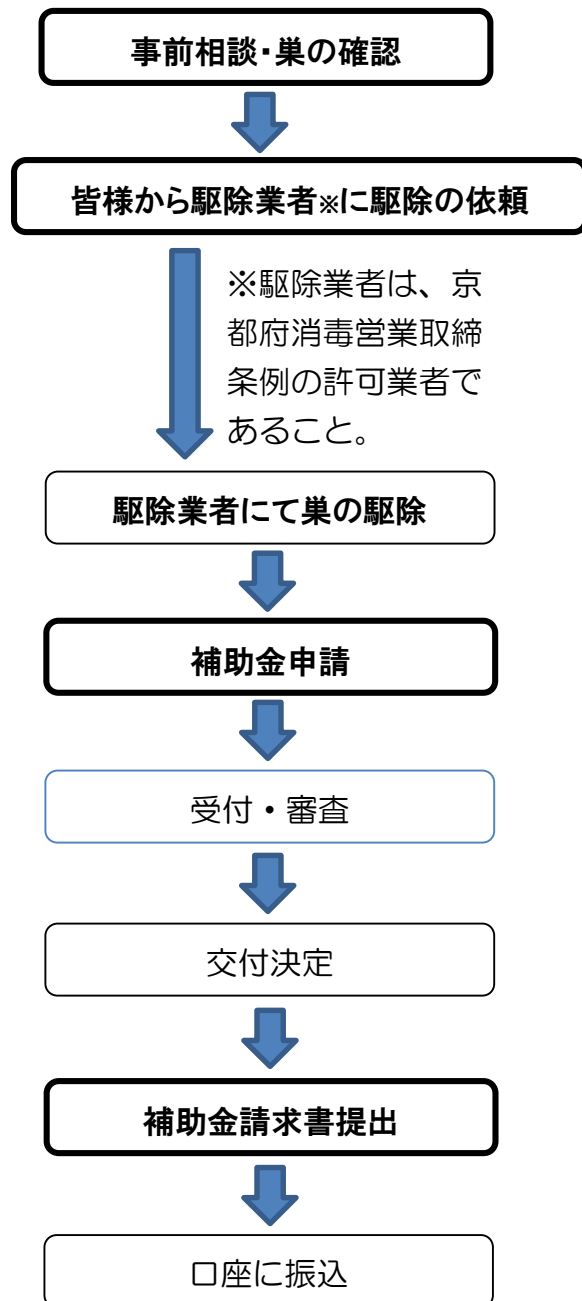 事前相談・巣の確認
皆様から駆除業者※に駆除の依頼
※駆除業者は、京
都府消毒営業取締
条例の許可業者で
あること。
駆除業者にて巣の駆除
補助金申請
受付・審査
交付決定
補助金請求書提出
口座に振込